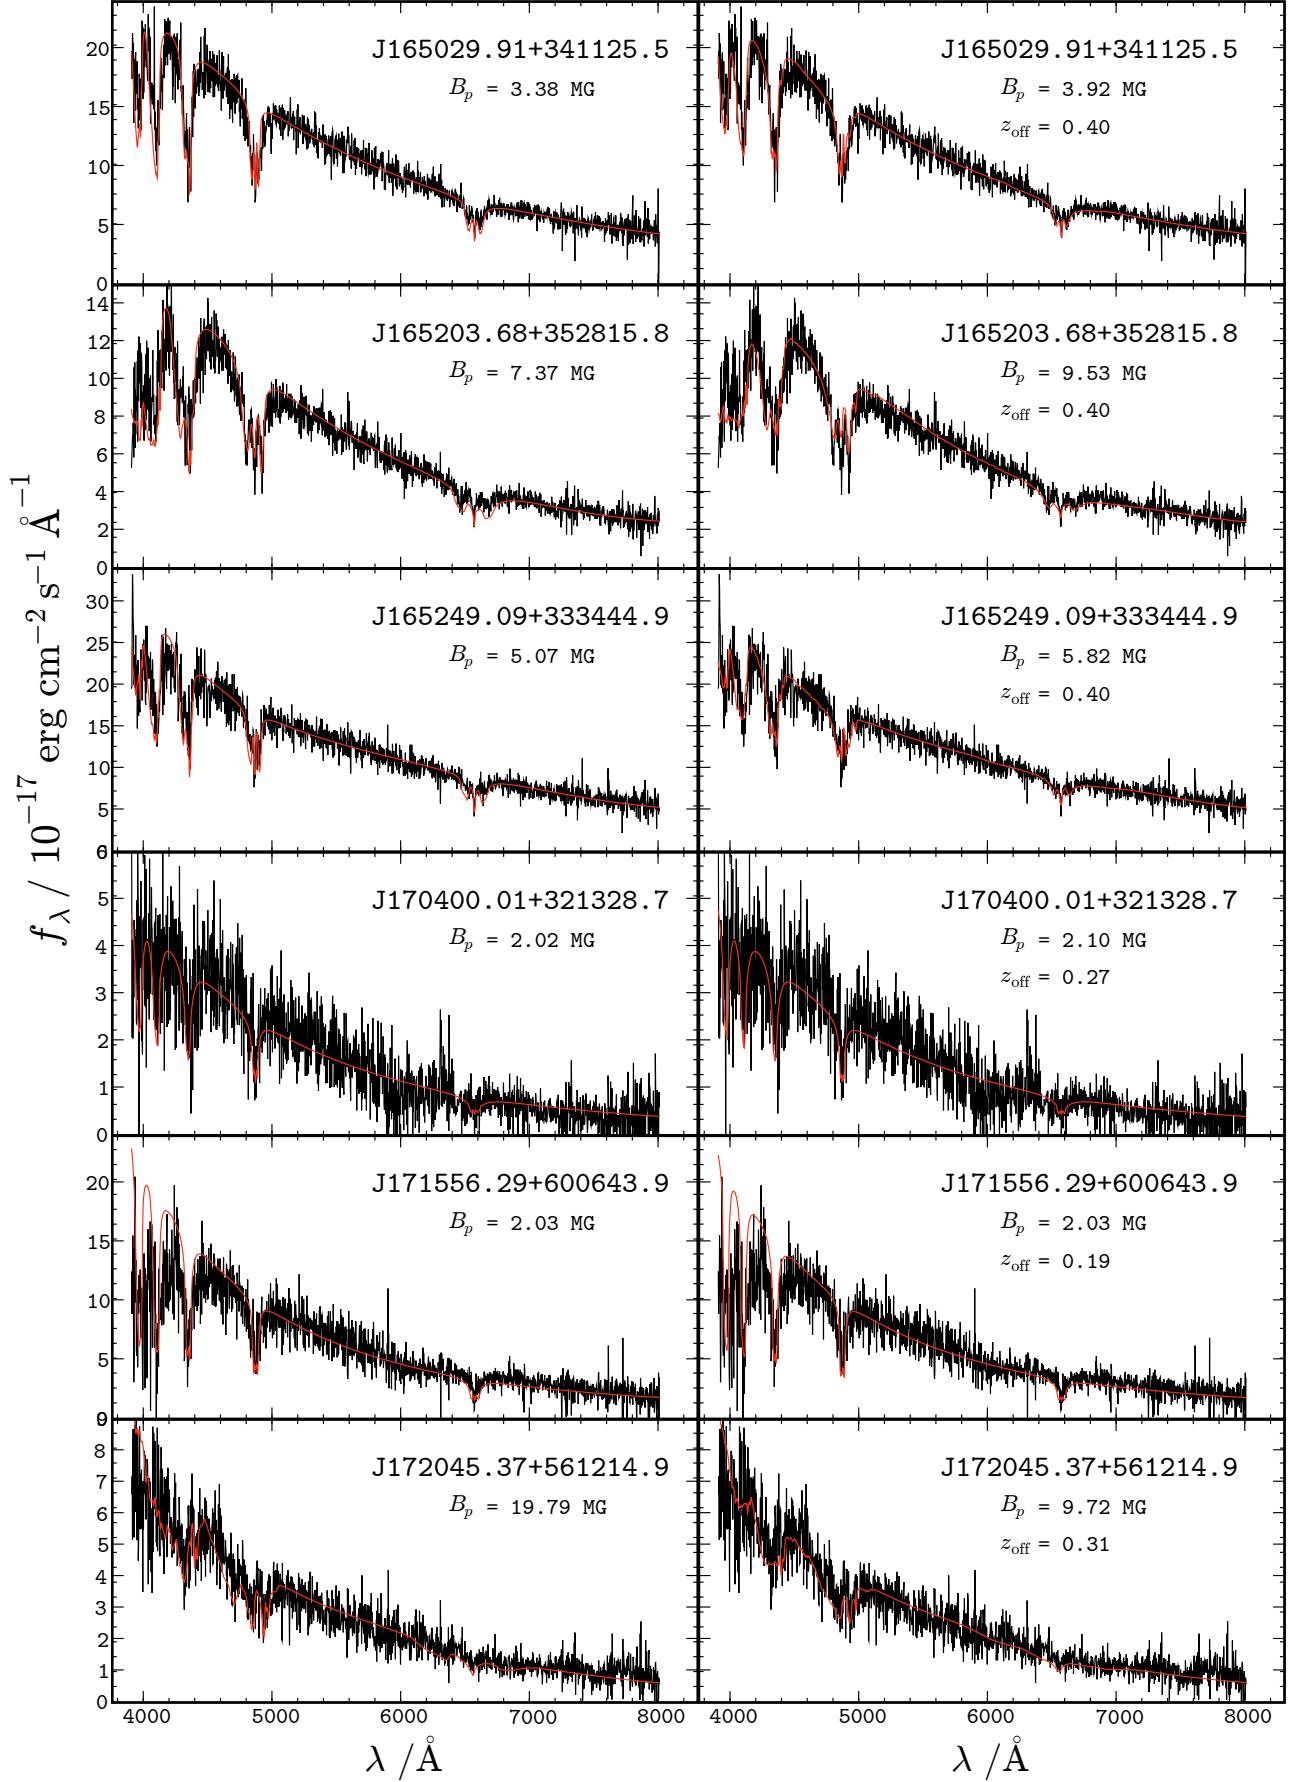 f_λ / 10⁻¹⁷ erg cm⁻² s⁻¹ Å⁻¹
20
15
10
5
0
J165029.91+341125.5
B_p = 3.38 MG
J165029.91+341125.5
B_p = 3.92 MG
z_off = 0.40
14
12
10
8
6
4
2
0
J165203.68+352815.8
B_p = 7.37 MG
J165203.68+352815.8
B_p = 9.53 MG
z_off = 0.40
30
25
20
15
10
5
J165249.09+333444.9
B_p = 5.07 MG
J165249.09+333444.9
B_p = 5.82 MG
z_off = 0.40
5
4
3
2
1
0
J170400.01+321328.7
B_p = 2.02 MG
J170400.01+321328.7
B_p = 2.10 MG
z_off = 0.27
20
15
10
5
J171556.29+600643.9
B_p = 2.03 MG
J171556.29+600643.9
B_p = 2.03 MG
z_off = 0.19
8
7
6
5
4
3
2
1
0
J172045.37+561214.9
B_p = 19.79 MG
J172045.37+561214.9
B_p = 9.72 MG
z_off = 0.31
4000 5000 6000 7000 8000
4000 5000 6000 7000 8000
λ /Å
λ /Å